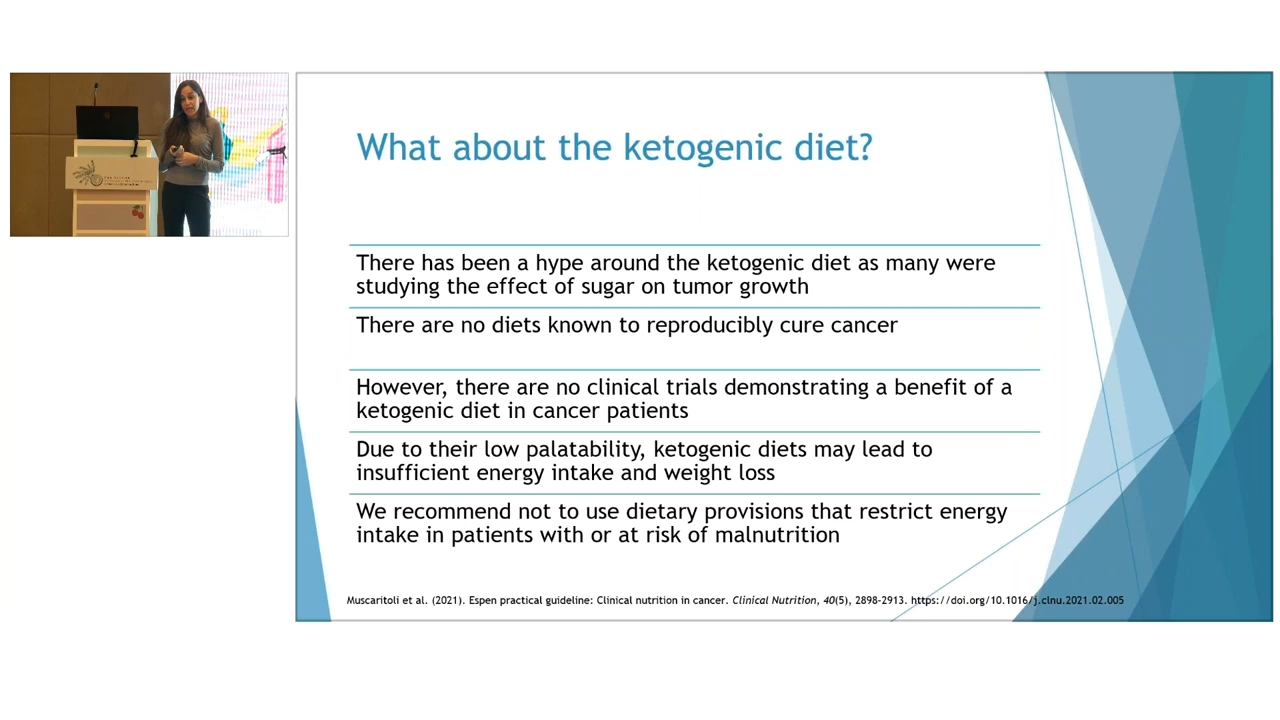 What about the ketogenic diet?
There has been a hype around the ketogenic diet as many were
studying the effect of sugar on tumor growth
There are no diets known to reproducibly cure cancer
However, there are no clinical trials demonstrating a benefit of a
ketogenic diet in cancer patients
Due to their low palatability, ketogenic diets may lead to
insufficient energy intake and weight loss
We recommend not to use dietary provisions that restrict energy
intake in patients with or at risk of malnutrition
Muscaritoli et al. (2021). Espen practical guideline: Clinical nutrition in cancer. Clinical Nutrition, 40(5), 2898-2913. https://doi.org/10.1016/j.clnu.2021.02.005